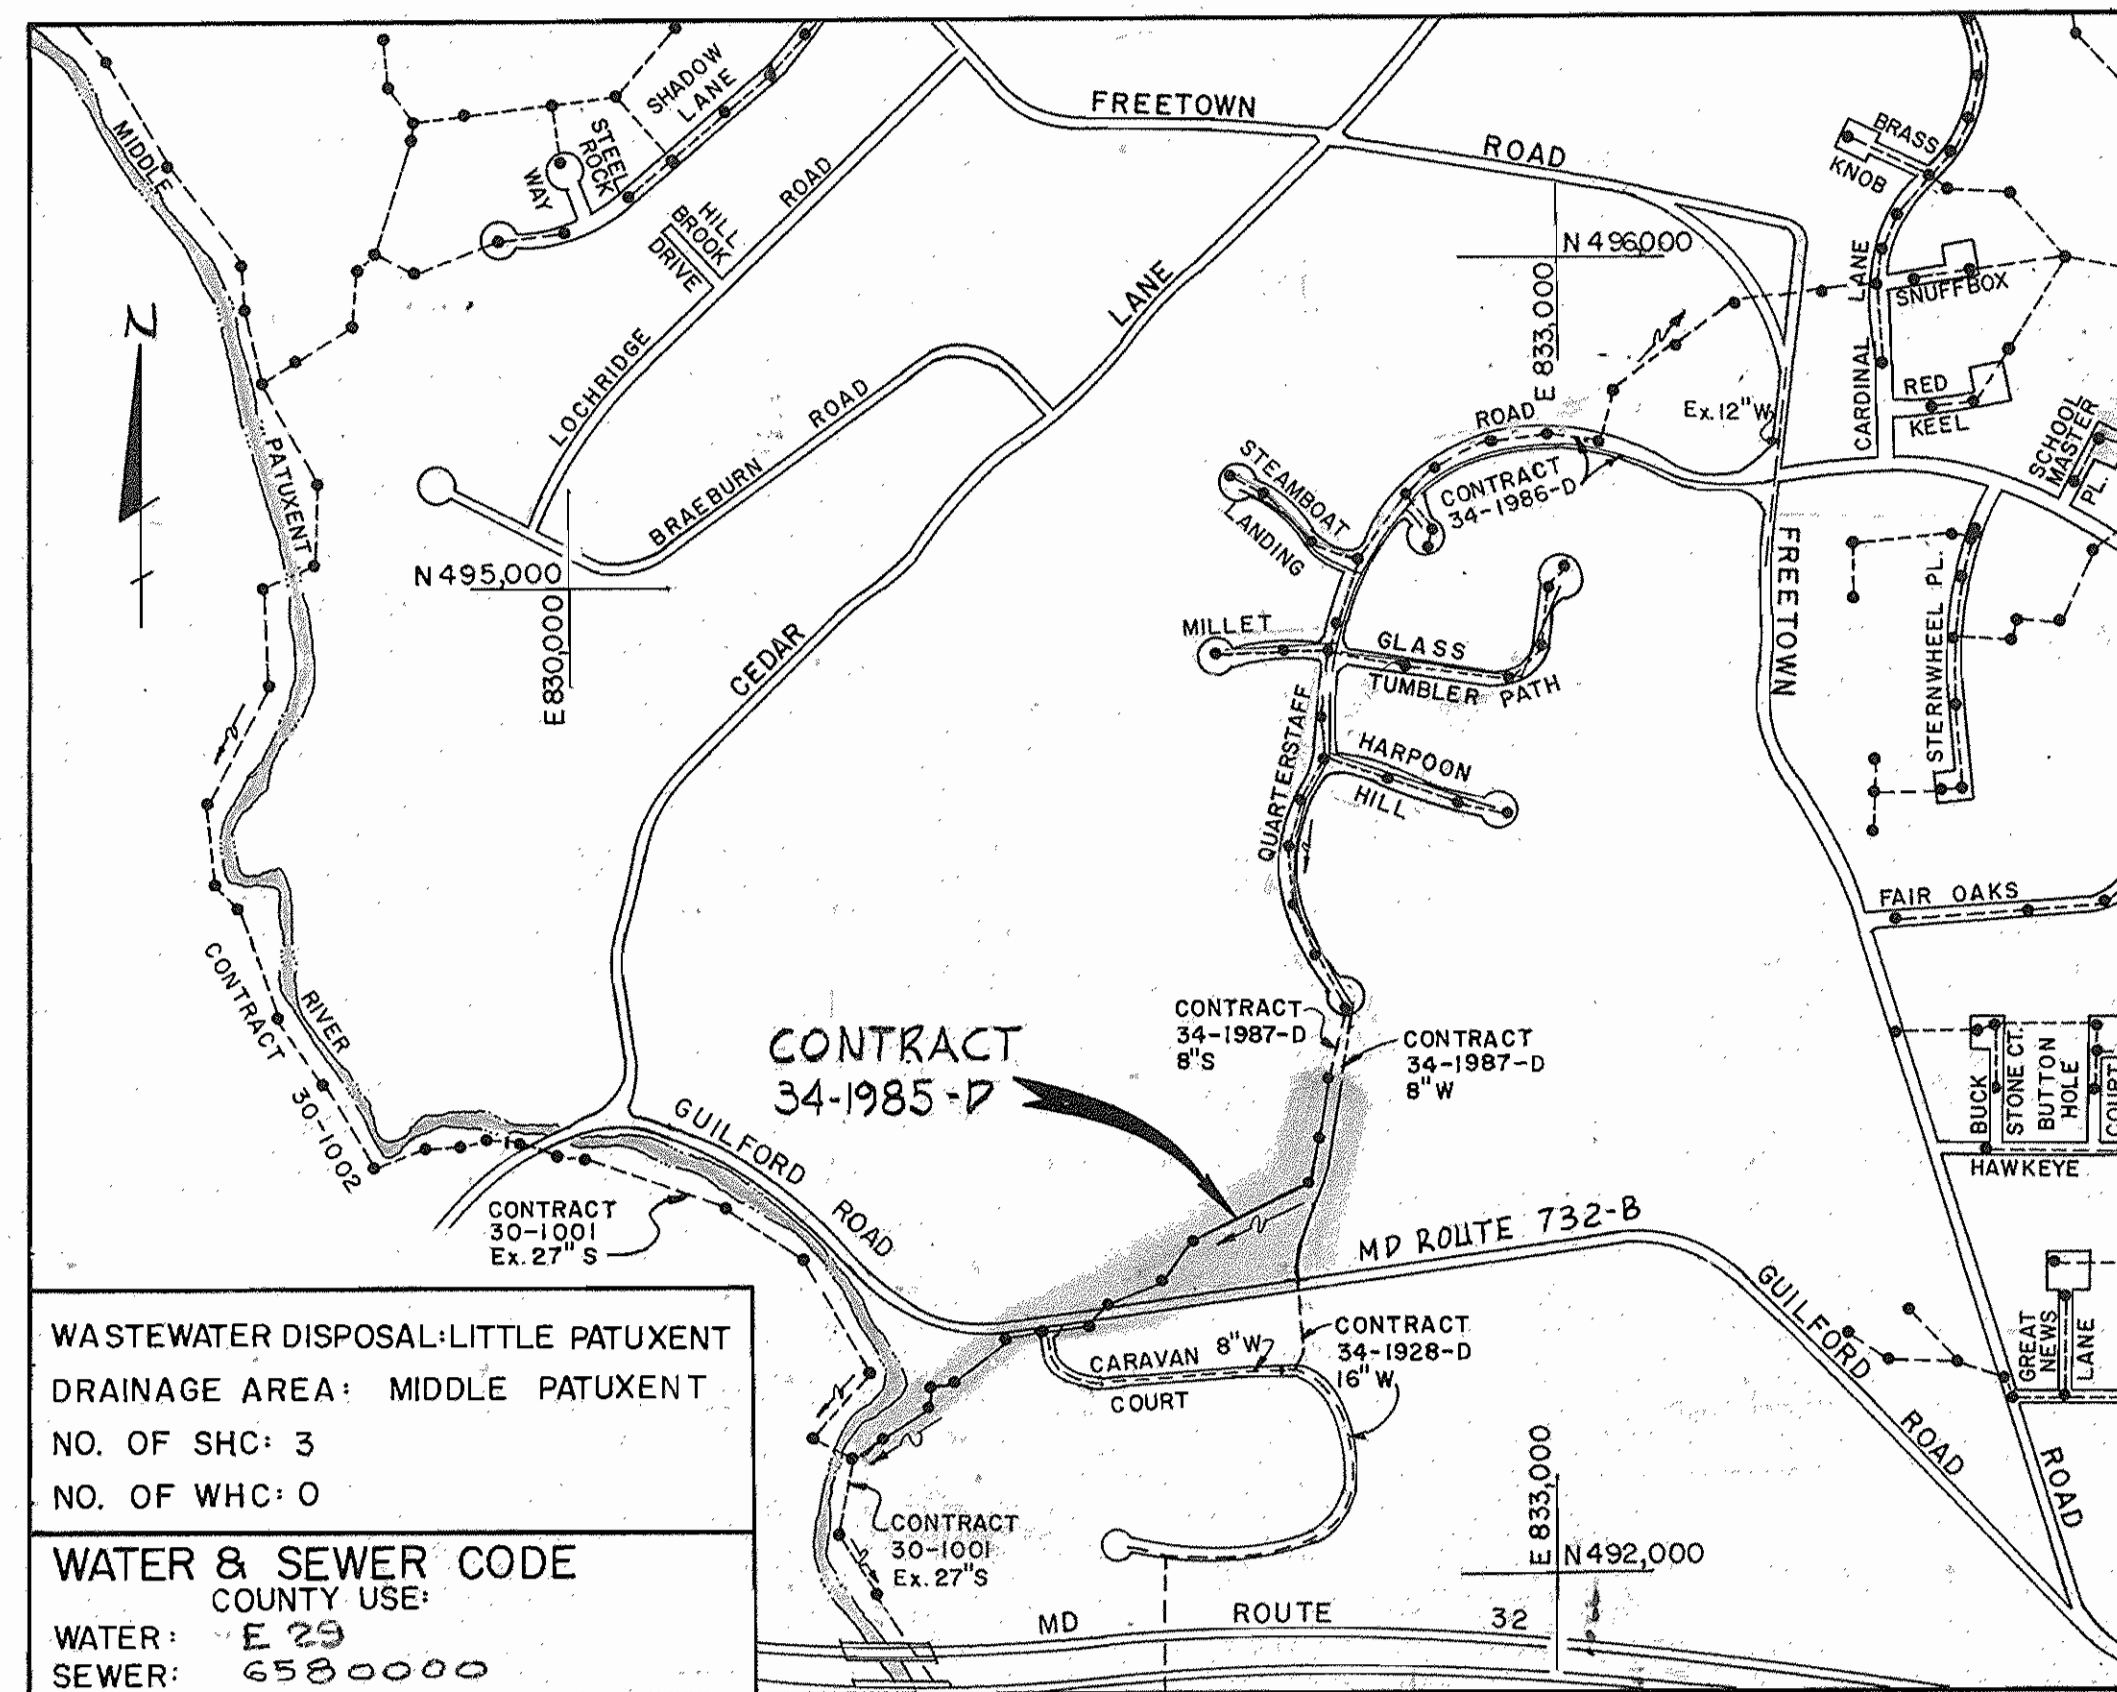 SHADOW
LANE
STEEL
ROCK
WAY
HILL
BROOK
DRIVE
LOCHRIDGE ROAD
FREETOWN ROAD
BRASS
KNOB
MIDDLE PATUXENT RIVER
N
N 496,000
E 833,000
CARDINAL LANE
SNUFFBOX
RED
KEEL
SCHOOL
MASTER
PL.
Ex. 12" W
BRAEBURN ROAD
CEDAR LANE
N 495,000
E 830,000
STEAMBOAT
LANDING
QUARTERSTAFF ROAD
CONTRACT
34-1986-D
MILLET
GLASS
TUMBLER PATH
HARPOON
HILL
FREETOWN ROAD
STERNWHEEL PL.
FAIR OAKS
CONTRACT 30-1002
CONTRACT
34-1985-D
CONTRACT
34-1987-D
8"S
CONTRACT
34-1987-D
8"W
BUCK
STONE CT.
BUTTON
HOLE
COURT
HAWKEYE
GUILFORD ROAD
CONTRACT
30-1001
Ex. 27" S
MD ROUTE 732-B
GUILFORD ROAD
GREAT
NEWS
LANE
CARAVAN 8"W
COURT
CONTRACT
34-1928-D
16" W
CONTRACT
30-1001
Ex. 27"S
E 833,000
N 492,000
MD ROUTE 32
WASTEWATER DISPOSAL: LITTLE PATUXENT
DRAINAGE AREA: MIDDLE PATUXENT
NO. OF SHC: 3
NO. OF WHC: 0
WATER & SEWER CODE
COUNTY USE:
WATER: E 29
SEWER: 6580000